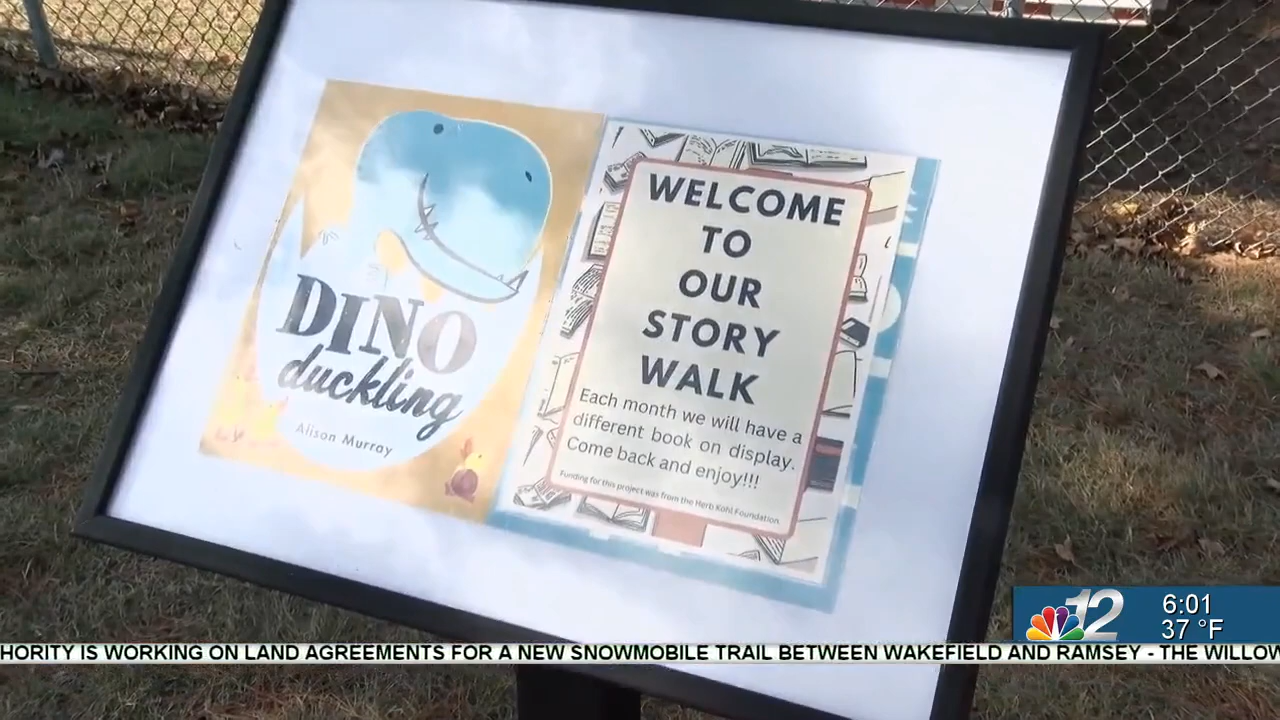 DINO
duckling
Alison Murray
WELCOME
TO
OUR
STORY
WALK
Each month we will have a
different book on display.
Come back and enjoy!!!
Funding for this project was from the Herb Kohl Foundation.
12
6:01
37 °F
HORITY IS WORKING ON LAND AGREEMENTS FOR A NEW SNOWMOBILE TRAIL BETWEEN WAKEFIELD AND RAMSEY - THE WILLOW